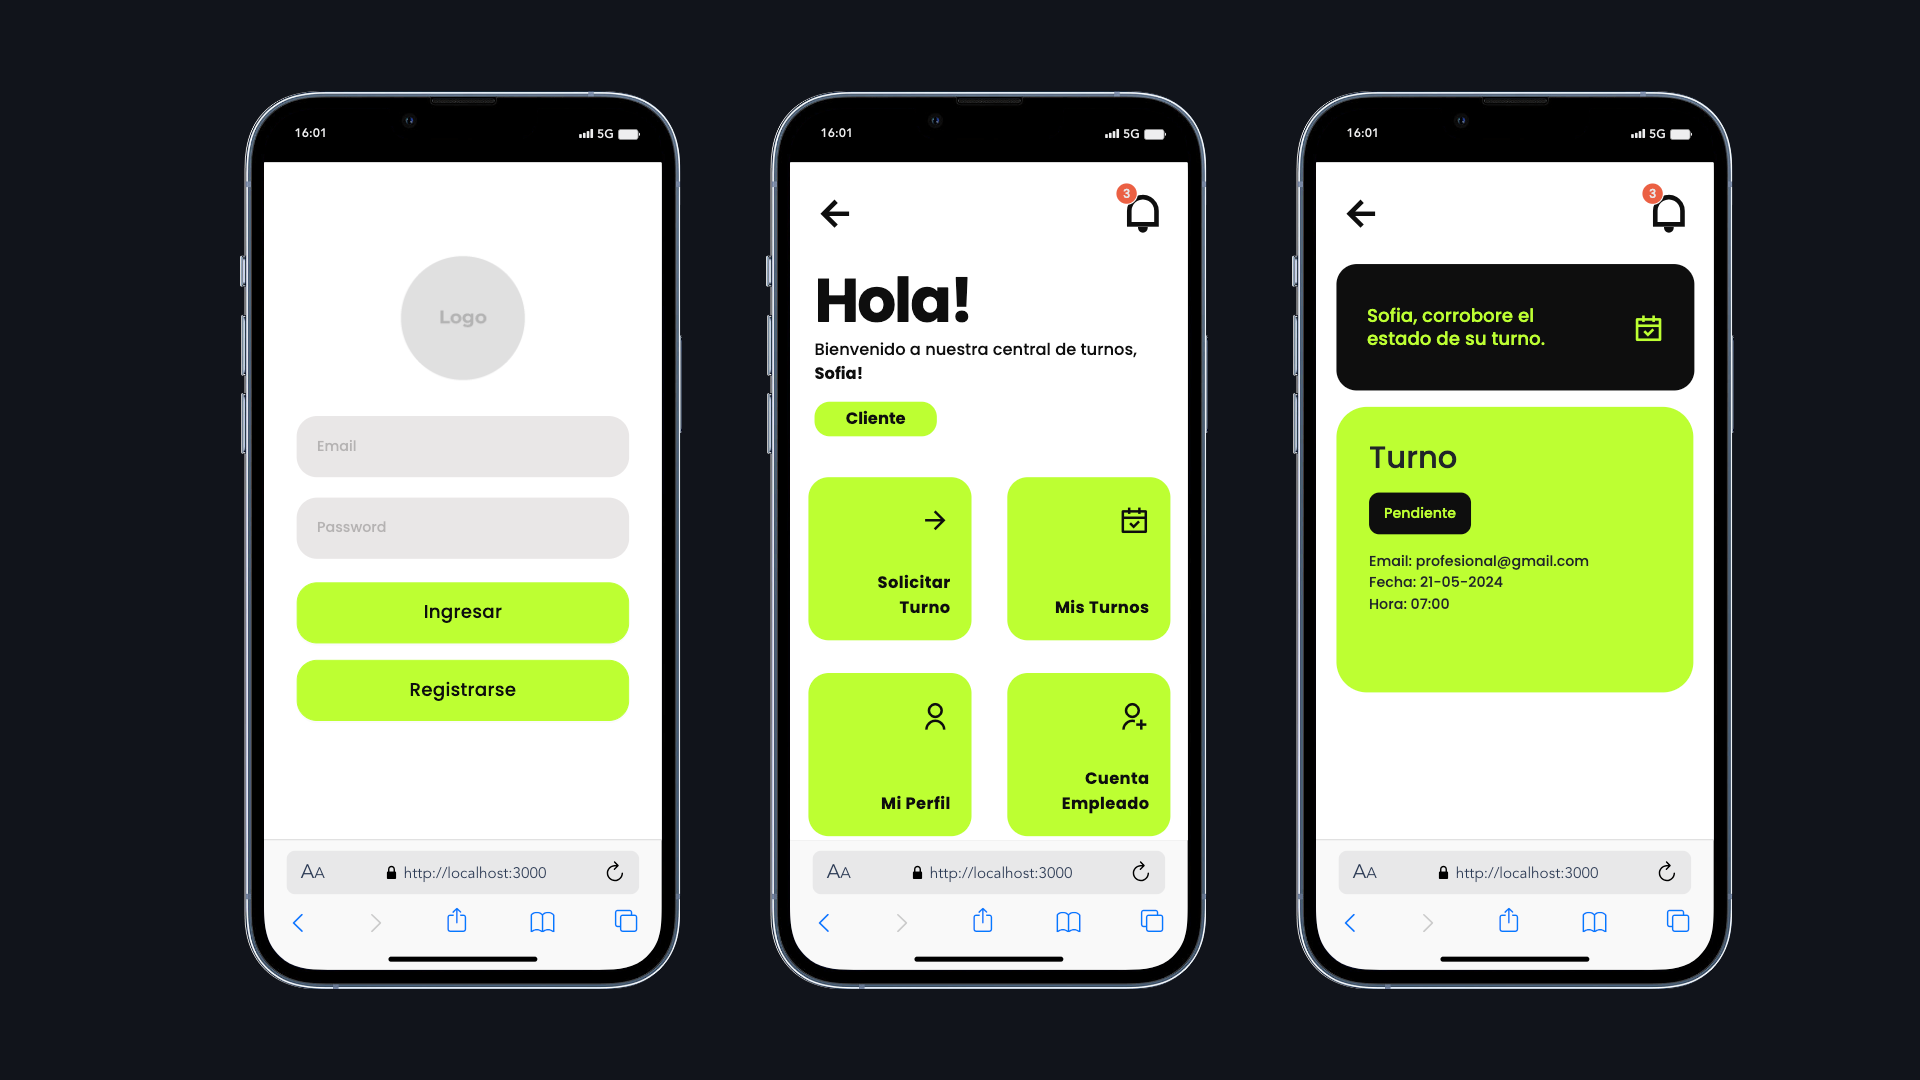 16:01
5G
Logo
Email
Password
Ingresar
Registrarse
AA
http://localhost:3000
16:01
5G
3
Hola!
Bienvenido a nuestra central de turnos,
Sofia!
Cliente
Solicitar
Turno
Mis Turnos
Mi Perfil
Cuenta
Empleado
AA
http://localhost:3000
16:01
5G
3
Sofia, corrobore el
estado de su turno.
Turno
Pendiente
Email: profesional@gmail.com
Fecha: 21-05-2024
Hora: 07:00
AA
http://localhost:3000